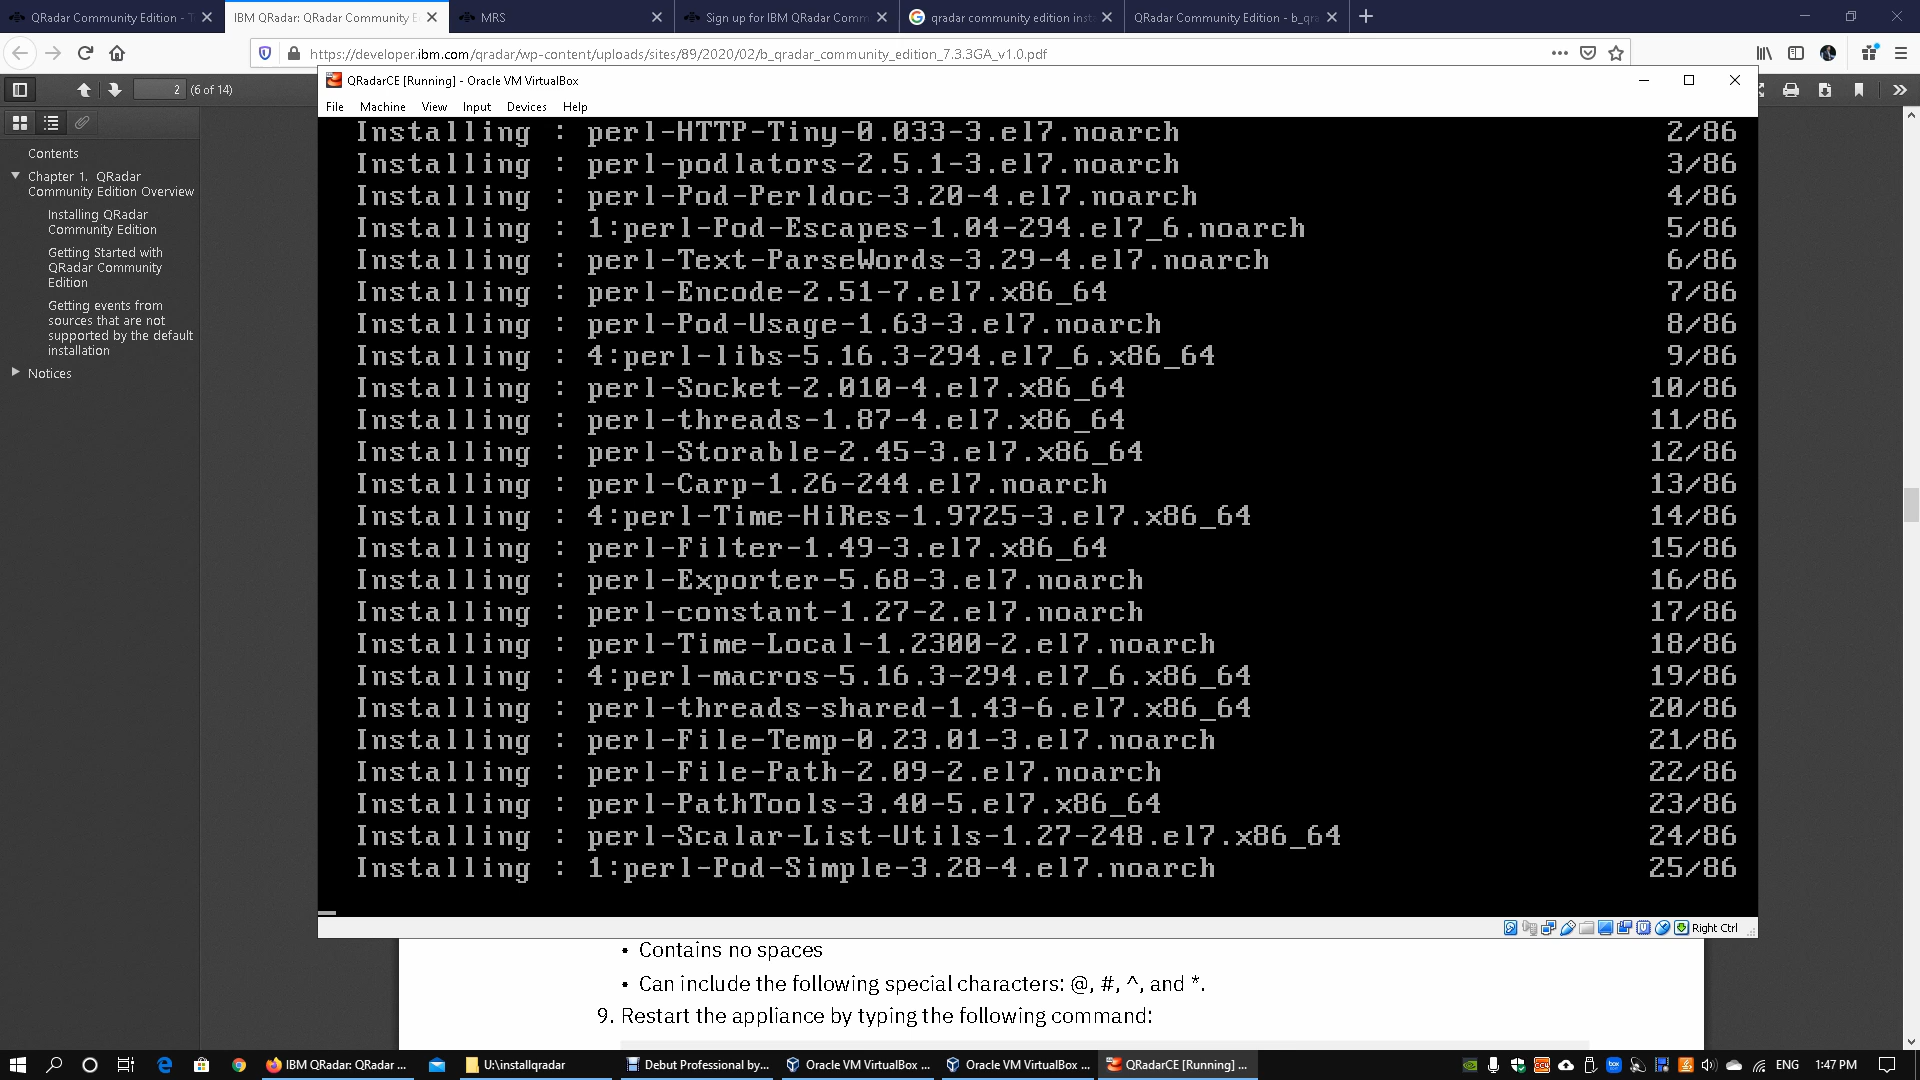 QRadar Community Edition - T
IBM QRadar: QRadar Community E
MRS
Sign up for IBM QRadar Comm
qradar community edition inst
QRadar Community Edition - b_qra
https://developer.ibm.com/qradar/wp-content/uploads/sites/89/2020/02/b_qradar_community_edition_7.3.3GA_v1.0.pdf
2 (6 of 14)
QRadarCE [Running] - Oracle VM VirtualBox
File Machine View Input Devices Help
Contents
Chapter 1. QRadar
Community Edition Overview
Installing QRadar
Community Edition
Getting Started with
QRadar Community
Edition
Getting events from
sources that are not
supported by the default
installation
Notices
Installing : perl-HTTP-Tiny-0.033-3.el7.noarch 2/86
Installing : perl-podlators-2.5.1-3.el7.noarch 3/86
Installing : perl-Pod-Perldoc-3.20-4.el7.noarch 4/86
Installing : 1:perl-Pod-Escapes-1.04-294.el7_6.noarch 5/86
Installing : perl-Text-ParseWords-3.29-4.el7.noarch 6/86
Installing : perl-Encode-2.51-7.el7.x86_64 7/86
Installing : perl-Pod-Usage-1.63-3.el7.noarch 8/86
Installing : 4:perl-libs-5.16.3-294.el7_6.x86_64 9/86
Installing : perl-Socket-2.010-4.el7.x86_64 10/86
Installing : perl-threads-1.87-4.el7.x86_64 11/86
Installing : perl-Storable-2.45-3.el7.x86_64 12/86
Installing : perl-Carp-1.26-244.el7.noarch 13/86
Installing : 4:perl-Time-HiRes-1.9725-3.el7.x86_64 14/86
Installing : perl-Filter-1.49-3.el7.x86_64 15/86
Installing : perl-Exporter-5.68-3.el7.noarch 16/86
Installing : perl-constant-1.27-2.el7.noarch 17/86
Installing : perl-Time-Local-1.2300-2.el7.noarch 18/86
Installing : 4:perl-macros-5.16.3-294.el7_6.x86_64 19/86
Installing : perl-threads-shared-1.43-6.el7.x86_64 20/86
Installing : perl-File-Temp-0.23.01-3.el7.noarch 21/86
Installing : perl-File-Path-2.09-2.el7.noarch 22/86
Installing : perl-PathTools-3.40-5.el7.x86_64 23/86
Installing : perl-Scalar-List-Utils-1.27-248.el7.x86_64 24/86
Installing : 1:perl-Pod-Simple-3.28-4.el7.noarch 25/86
Right Ctrl
• Contains no spaces
• Can include the following special characters: @, #, ^, and *.
9. Restart the appliance by typing the following command:
IBM QRadar: QRadar ...
U:\installqradar
Debut Professional by...
Oracle VM VirtualBox ...
Oracle VM VirtualBox ...
QRadarCE [Running] ...
ENG
1:47 PM